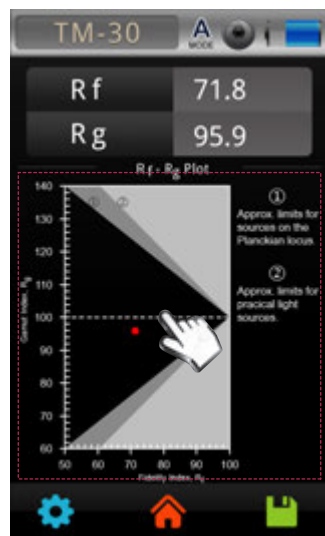 TM-30
A
MODE
Rf 71.8
Rg 95.9
Rf - Rg Plot
140
130
120
110
100
90
80
70
60
50 60 70 80 90 100
Gamut Index, Rg
Fidelity Index, Rf
① ②
①
Approx. limits for
sources on the
Planckian locus.
②
Approx. limits for
pracical light
sources.